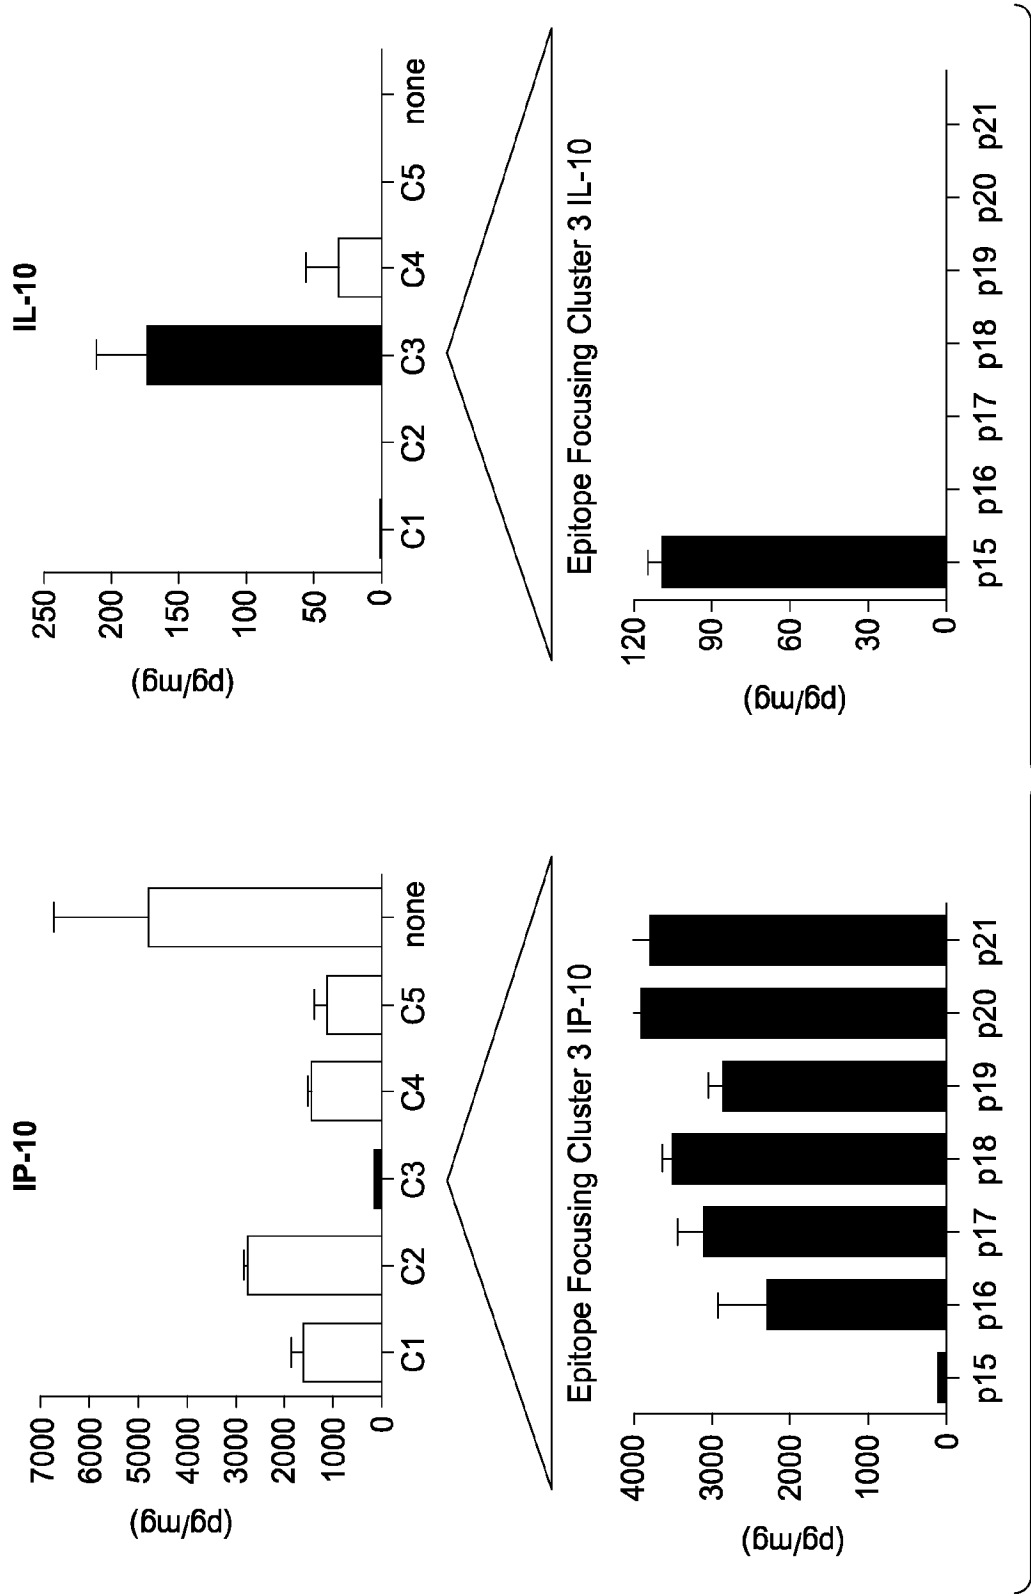 IP-10
(pg/mg)
7000
6000
5000
4000
3000
2000
1000
0
C1 C2 C3 C4 C5 none
Epitope Focusing Cluster 3 IP-10
(pg/mg)
4000
3000
2000
1000
0
p15 p16 p17 p18 p19 p20 p21
IL-10
(pg/mg)
250
200
150
100
50
0
C1 C2 C3 C4 C5 none
Epitope Focusing Cluster 3 IL-10
(pg/mg)
120
90
60
30
0
p15 p16 p17 p18 p19 p20 p21